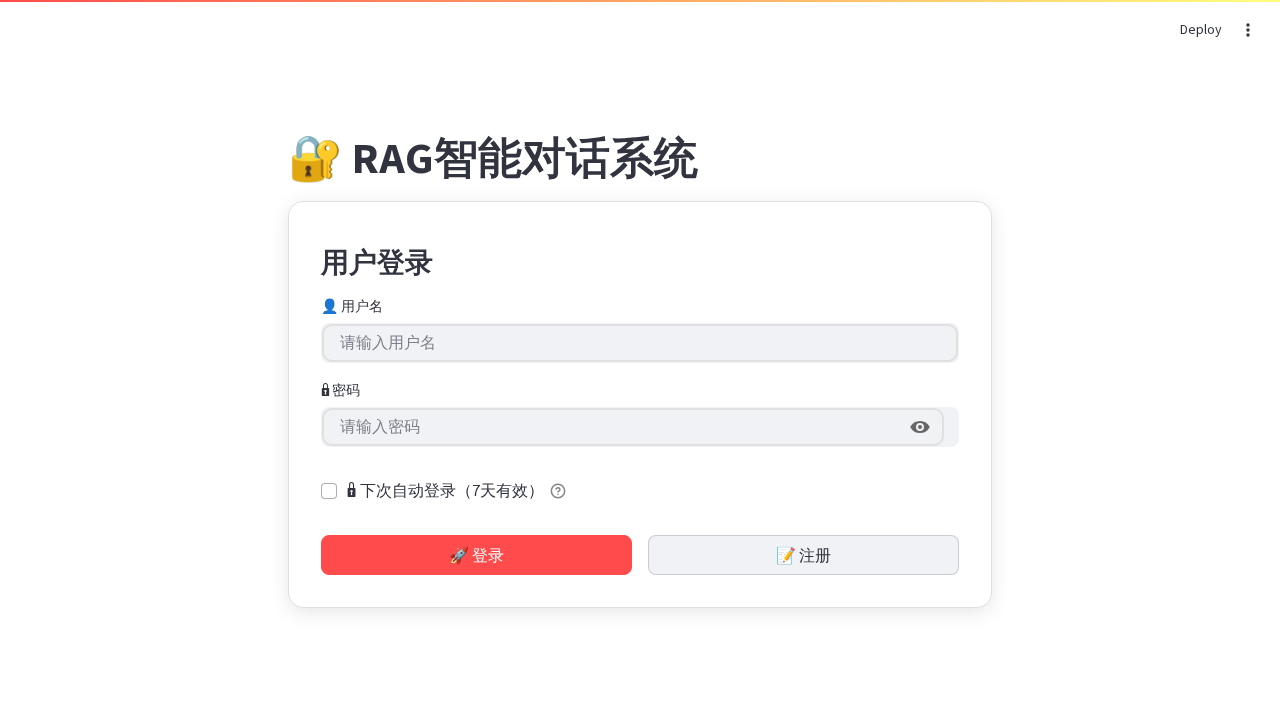 Deploy
🔐 RAG智能对话系统
用户登录
👤 用户名
请输入用户名
🔒 密码
请输入密码
🔒 下次自动登录（7天有效）
🚀 登录
📝 注册